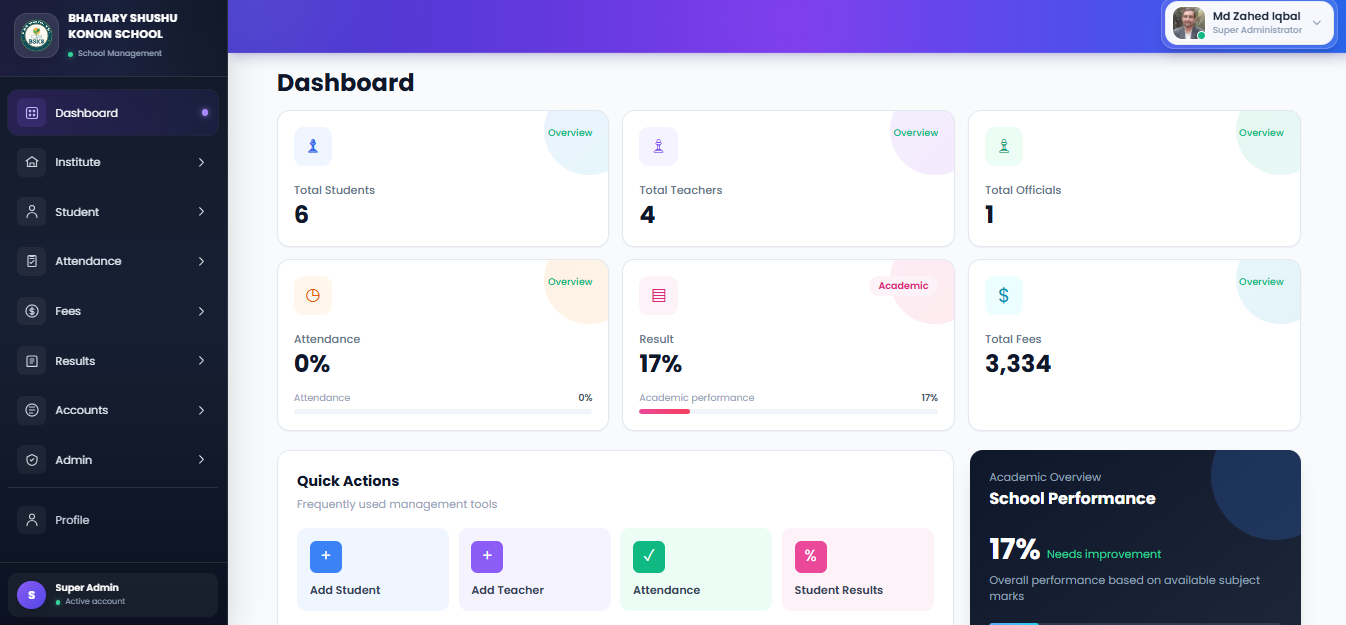 BHATIARY SHUSHU
KONON SCHOOL
School Management
Dashboard
Institute
Student
Attendance
Fees
Results
Accounts
Admin
Profile
S
Super Admin
Active account
Md Zahed Iqbal
Super Administrator
Dashboard
Overview
Total Students
6
Overview
Total Teachers
4
Overview
Total Officials
1
Overview
Attendance
0%
Attendance 0%
Academic
Result
17%
Academic performance 17%
$
Overview
Total Fees
3,334
Quick Actions
Frequently used management tools
+
Add Student
+
Add Teacher
✓
Attendance
%
Student Results
Academic Overview
School Performance
17% Needs improvement
Overall performance based on available subject
marks